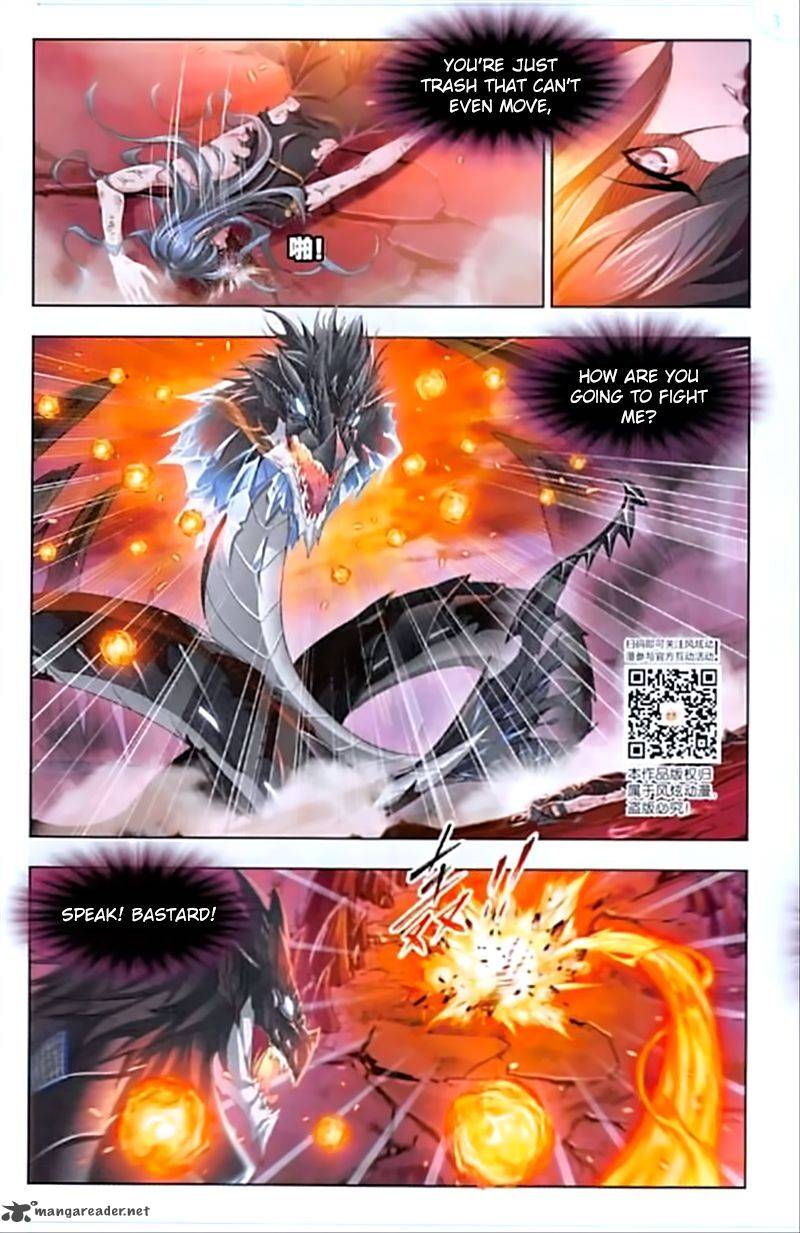 3
YOU'RE JUST
TRASH THAT CAN'T
EVEN MOVE,
啪!
HOW ARE YOU
GOING TO FIGHT
ME?
扫码即可关注风炫动
漫参与官方互动活动!
本作品版权归
属于风炫动漫,
盗版必究!
SPEAK! BASTARD!
轰!!
mangareader.net